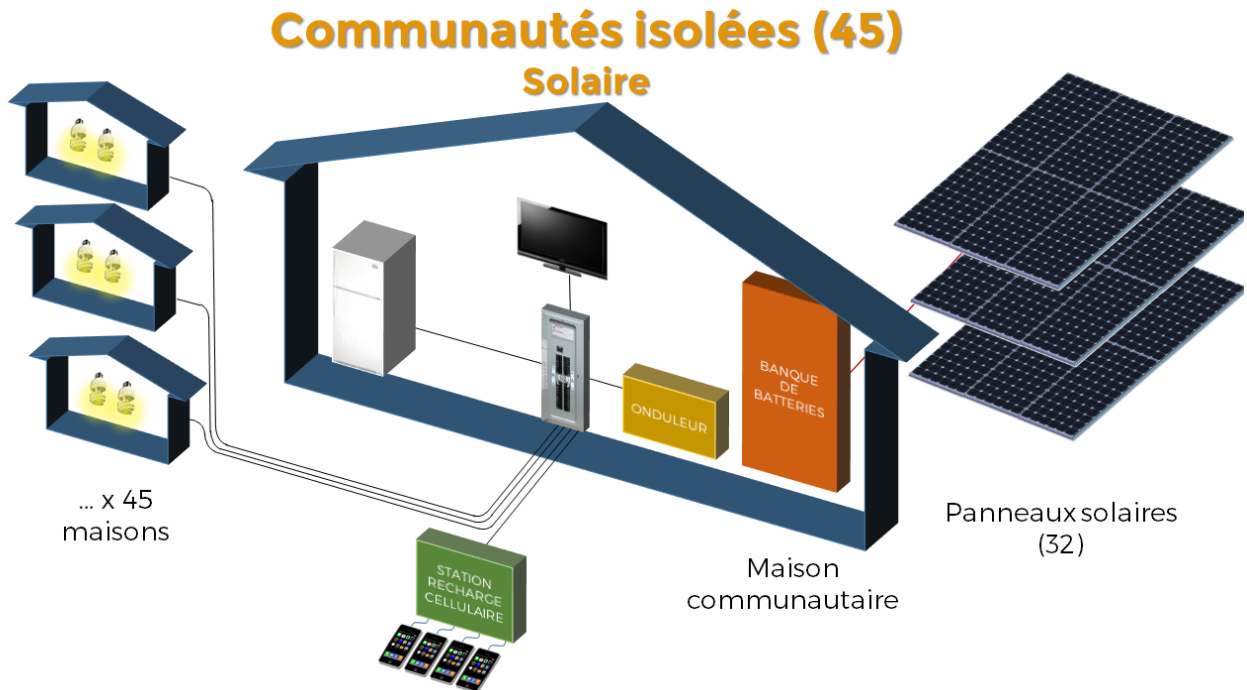 Communautés isolées (45)
Solaire
BANQUE
DE
BATTERIES
ONDULEUR
... x 45
maisons
Panneaux solaires
(32)
Maison
communautaire
STATION
RECHARGE
CELLULAIRE